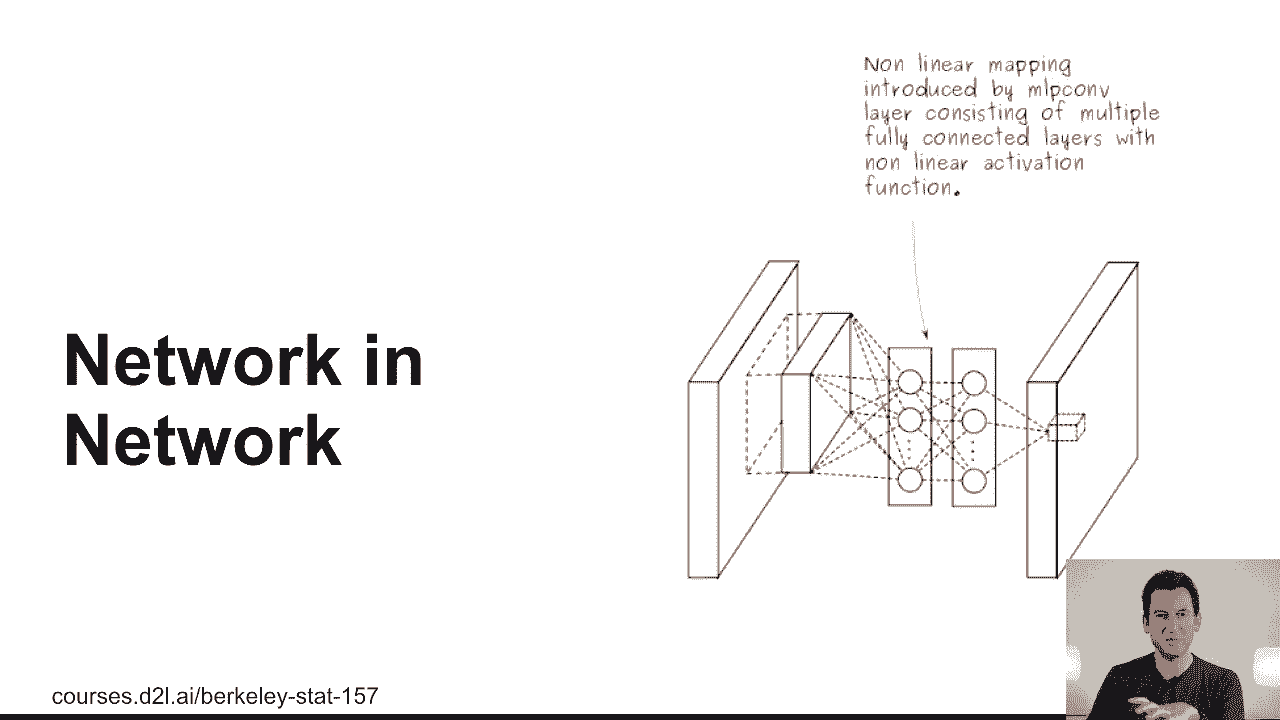 Non linear mapping
introduced by mlpconv
layer consisting of multiple
fully connected layers with
non linear activation
function.
Network in
Network
courses.d2l.ai/berkeley-stat-157